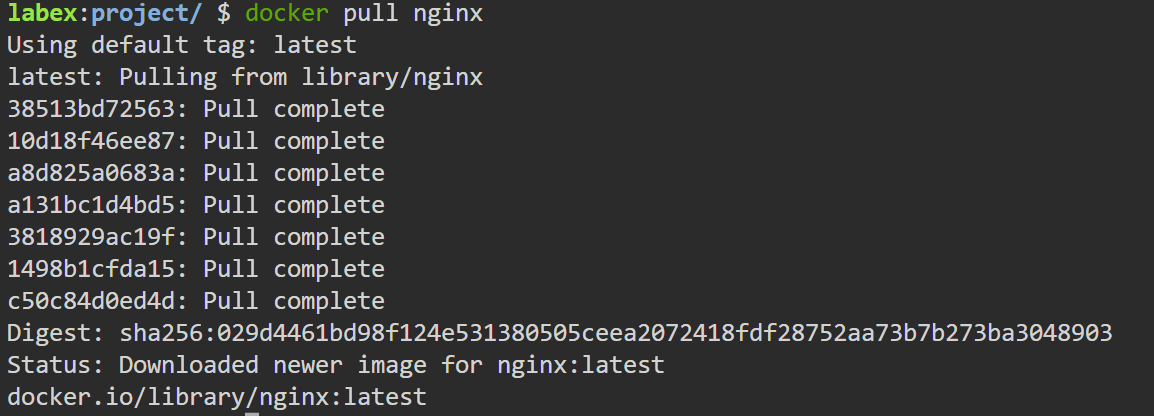 labex:project/ $ docker pull nginx
Using default tag: latest
latest: Pulling from library/nginx
38513bd72563: Pull complete
10d18f46ee87: Pull complete
a8d825a0683a: Pull complete
a131bc1d4bd5: Pull complete
3818929ac19f: Pull complete
1498b1cfda15: Pull complete
c50c84d0ed4d: Pull complete
Digest: sha256:029d4461bd98f124e531380505ceea2072418fdf28752aa73b7b273ba3048903
Status: Downloaded newer image for nginx:latest
docker.io/library/nginx:latest